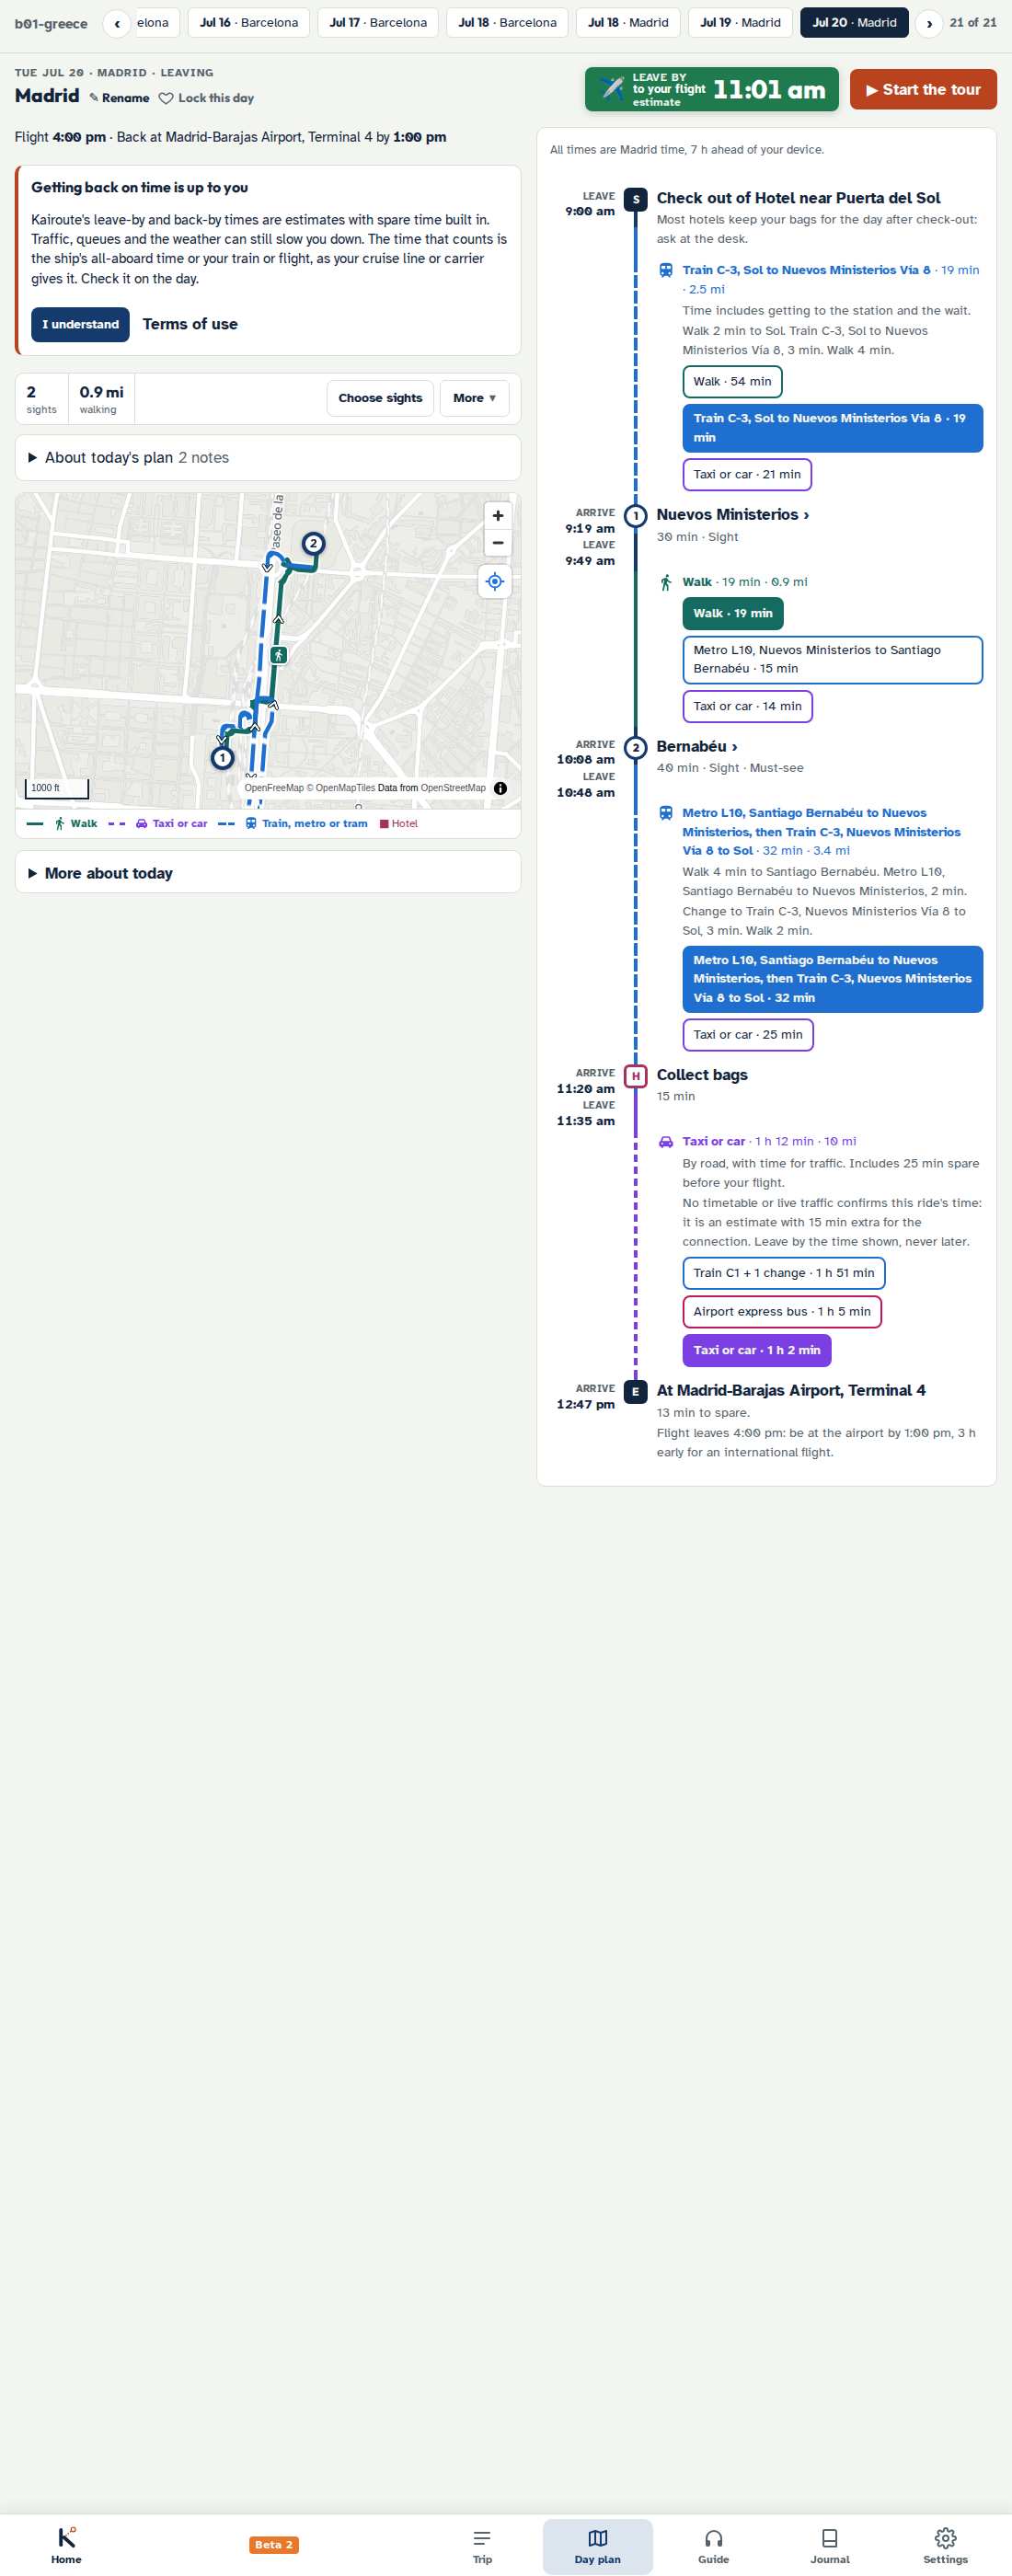 b01-greece
‹
elona
Jul 16 · Barcelona
Jul 17 · Barcelona
Jul 18 · Barcelona
Jul 18 · Madrid
Jul 19 · Madrid
Jul 20 · Madrid
›
21 of 21
TUE JUL 20 · MADRID · LEAVING
Madrid ✎ Rename ♡ Lock this day
LEAVE BY
to your flight
estimate
11:01 am
▶ Start the tour
Flight 4:00 pm · Back at Madrid-Barajas Airport, Terminal 4 by 1:00 pm
Getting back on time is up to you
Kairoute's leave-by and back-by times are estimates with spare time built in.
Traffic, queues and the weather can still slow you down. The time that counts is
the ship's all-aboard time or your train or flight, as your cruise line or carrier
gives it. Check it on the day.
I understand
Terms of use
2
sights
0.9 mi
walking
Choose sights
More ▼
▶ About today's plan 2 notes
aseo de la
2
1
+
−
1000 ft
OpenFreeMap © OpenMapTiles Data from OpenStreetMap
Walk
Taxi or car
Train, metro or tram
Hotel
▶ More about today
All times are Madrid time, 7 h ahead of your device.
LEAVE
9:00 am
S
Check out of Hotel near Puerta del Sol
Most hotels keep your bags for the day after check-out:
ask at the desk.
Train C-3, Sol to Nuevos Ministerios Vía 8 · 19 min
· 2.5 mi
Time includes getting to the station and the wait.
Walk 2 min to Sol. Train C-3, Sol to Nuevos
Ministerios Vía 8, 3 min. Walk 4 min.
Walk · 54 min
Train C-3, Sol to Nuevos Ministerios Vía 8 · 19
min
Taxi or car · 21 min
ARRIVE
9:19 am
LEAVE
9:49 am
1
Nuevos Ministerios ›
30 min · Sight
Walk · 19 min · 0.9 mi
Walk · 19 min
Metro L10, Nuevos Ministerios to Santiago
Bernabéu · 15 min
Taxi or car · 14 min
ARRIVE
10:08 am
LEAVE
10:48 am
2
Bernabéu ›
40 min · Sight · Must-see
Metro L10, Santiago Bernabéu to Nuevos
Ministerios, then Train C-3, Nuevos Ministerios
Vía 8 to Sol · 32 min · 3.4 mi
Walk 4 min to Santiago Bernabéu. Metro L10,
Santiago Bernabéu to Nuevos Ministerios, 2 min.
Change to Train C-3, Nuevos Ministerios Vía 8 to
Sol, 3 min. Walk 2 min.
Metro L10, Santiago Bernabéu to Nuevos
Ministerios, then Train C-3, Nuevos Ministerios
Vía 8 to Sol · 32 min
Taxi or car · 25 min
ARRIVE
11:20 am
LEAVE
11:35 am
H
Collect bags
15 min
Taxi or car · 1 h 12 min · 10 mi
By road, with time for traffic. Includes 25 min spare
before your flight.
No timetable or live traffic confirms this ride's time:
it is an estimate with 15 min extra for the
connection. Leave by the time shown, never later.
Train C1 + 1 change · 1 h 51 min
Airport express bus · 1 h 5 min
Taxi or car · 1 h 2 min
ARRIVE
12:47 pm
E
At Madrid-Barajas Airport, Terminal 4
13 min to spare.
Flight leaves 4:00 pm: be at the airport by 1:00 pm, 3 h
early for an international flight.
Home
Beta 2
Trip
Day plan
Guide
Journal
Settings